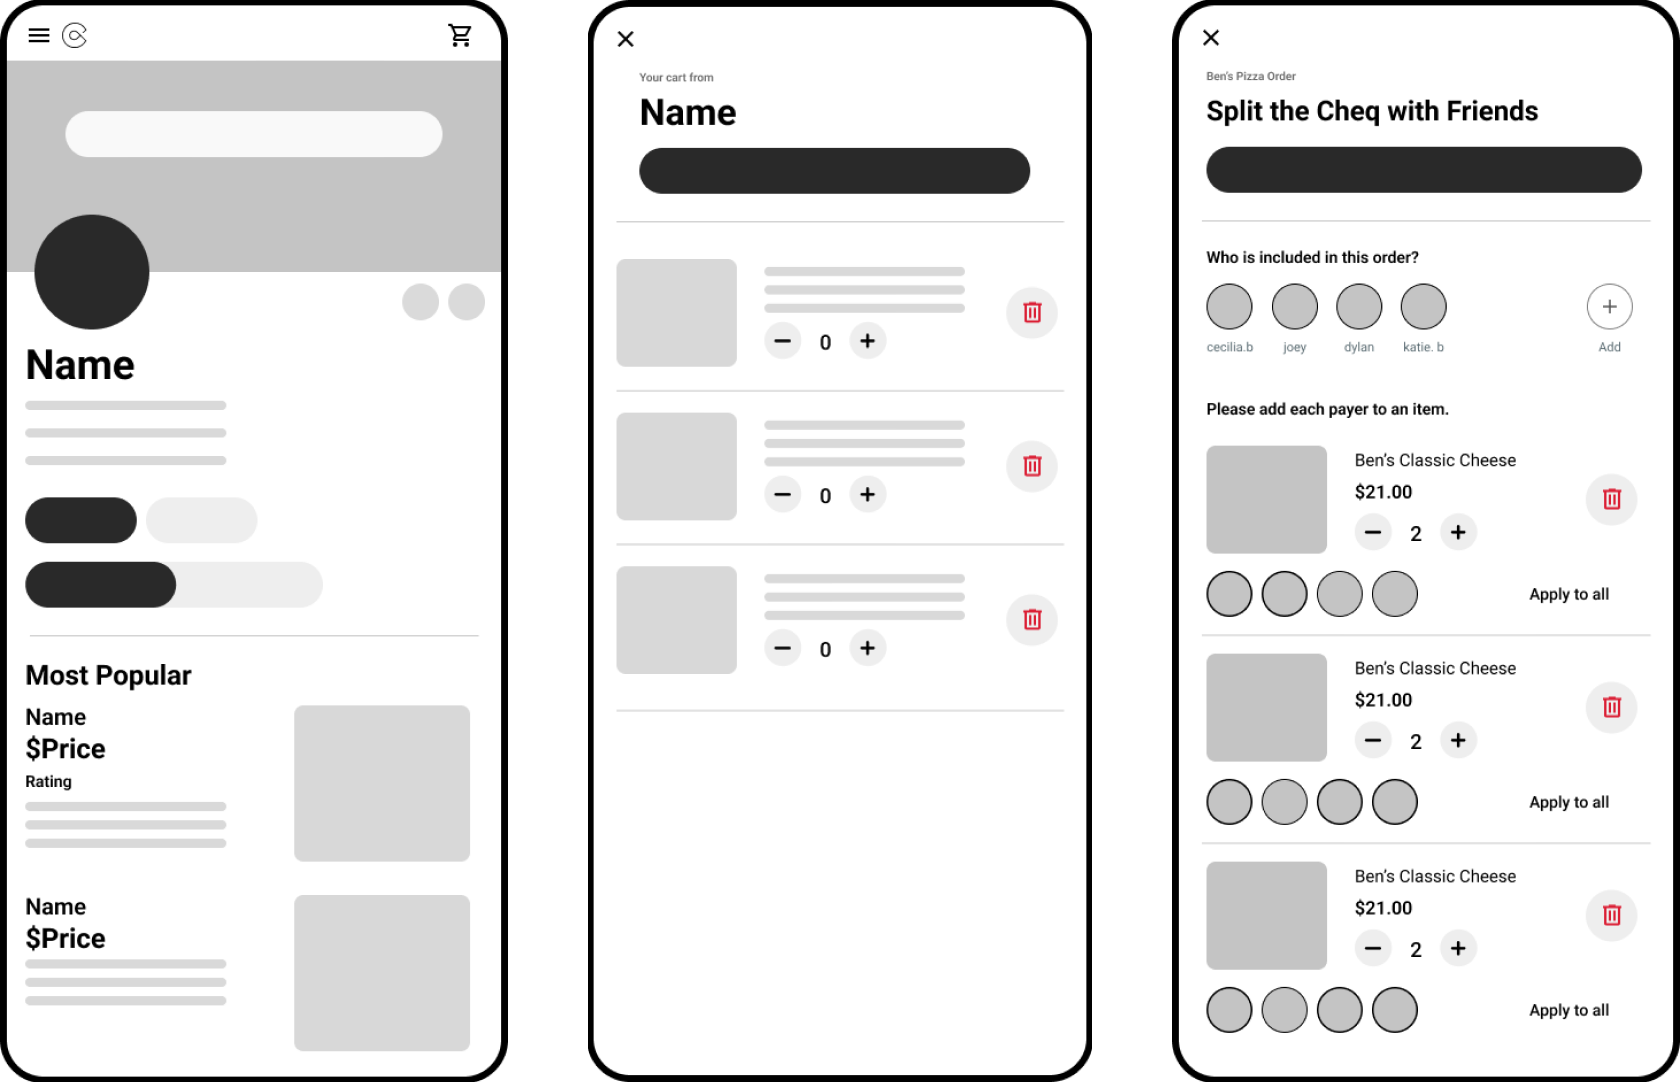 Name
Most Popular
Name
$Price
Rating
Name
$Price
Your cart from
Name
0
0
0
Ben's Pizza Order
Split the Cheq with Friends
Who is included in this order?
cecilia.b joey dylan katie. b Add
Please add each payer to an item.
Ben's Classic Cheese
$21.00
2
Apply to all
Ben's Classic Cheese
$21.00
2
Apply to all
Ben's Classic Cheese
$21.00
2
Apply to all